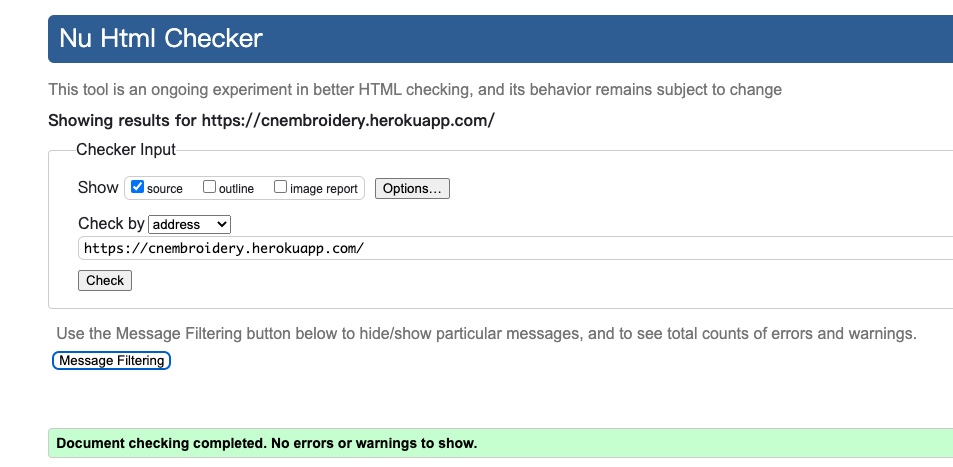 Nu Html Checker
This tool is an ongoing experiment in better HTML checking, and its behavior remains subject to change
Showing results for https://cnembroidery.herokuapp.com/
Checker Input
Show source outline image report Options...
Check by address
https://cnembroidery.herokuapp.com/
Check
Use the Message Filtering button below to hide/show particular messages, and to see total counts of errors and warnings.
Message Filtering
Document checking completed. No errors or warnings to show.